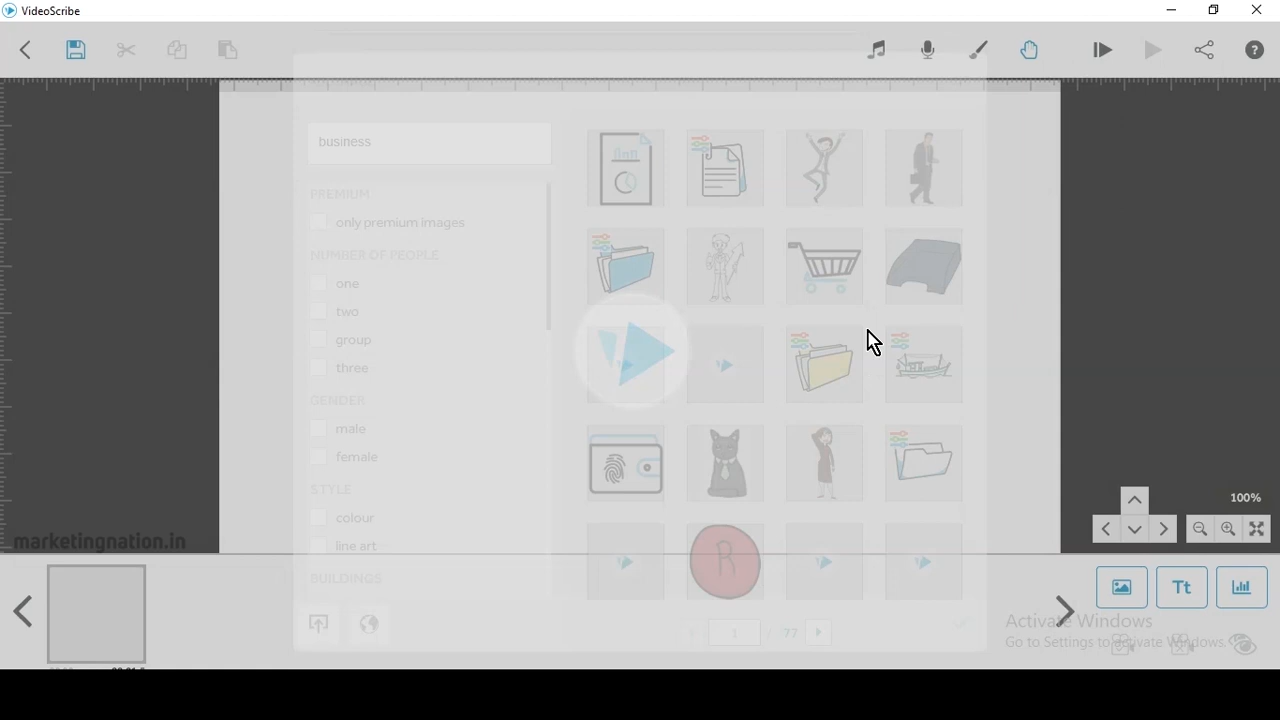 VideoScribe
business
PREMIUM
only premium images
NUMBER OF PEOPLE
one
two
group
three
GENDER
male
female
STYLE
colour
line art
BUILDINGS
R
1 / 77
100%
marketingnation.in
Tt
Activate Windows
Go to Settings to activate Windows.